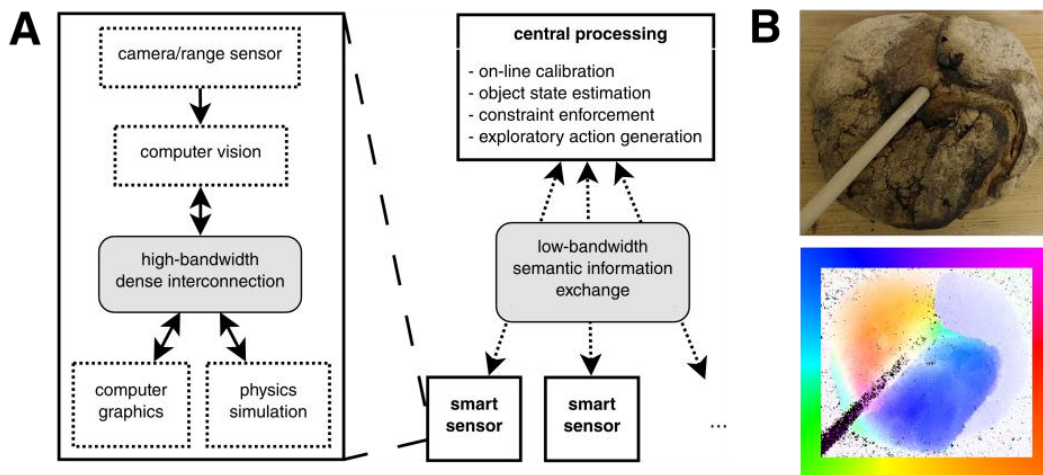 A
camera/range sensor
computer vision
high-bandwidth
dense interconnection
computer
graphics
physics
simulation
central processing
- on-line calibration
- object state estimation
- constraint enforcement
- exploratory action generation
low-bandwidth
semantic information
exchange
smart
sensor
smart
sensor
...
B